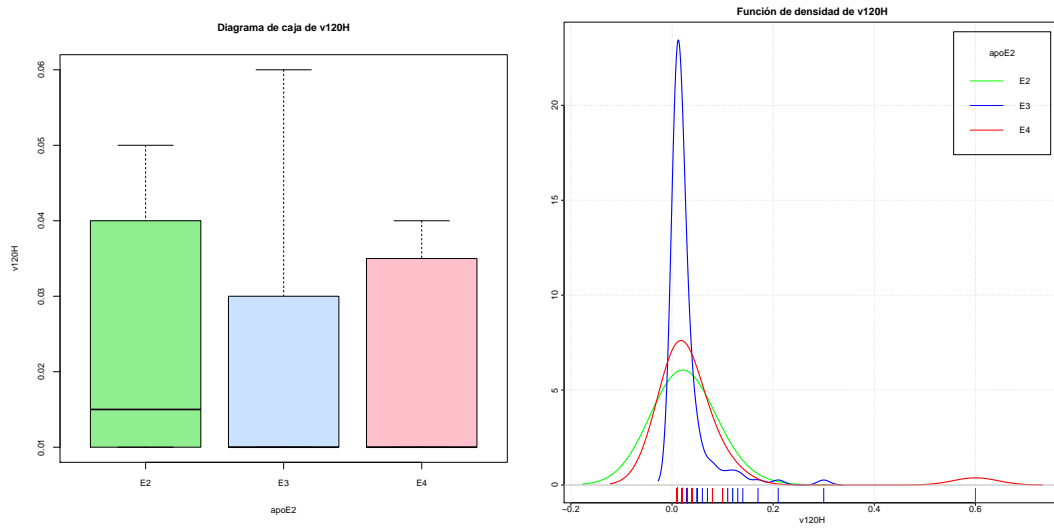 Diagrama de caja de v120H
0.06
0.05
0.04
0.03
0.02
0.01
v120H
E2
E3
E4
apoE2
Función de densidad de v120H
20
15
10
5
0
−0.2
0.0
0.2
0.4
0.6
v120H
apoE2
E2
E3
E4